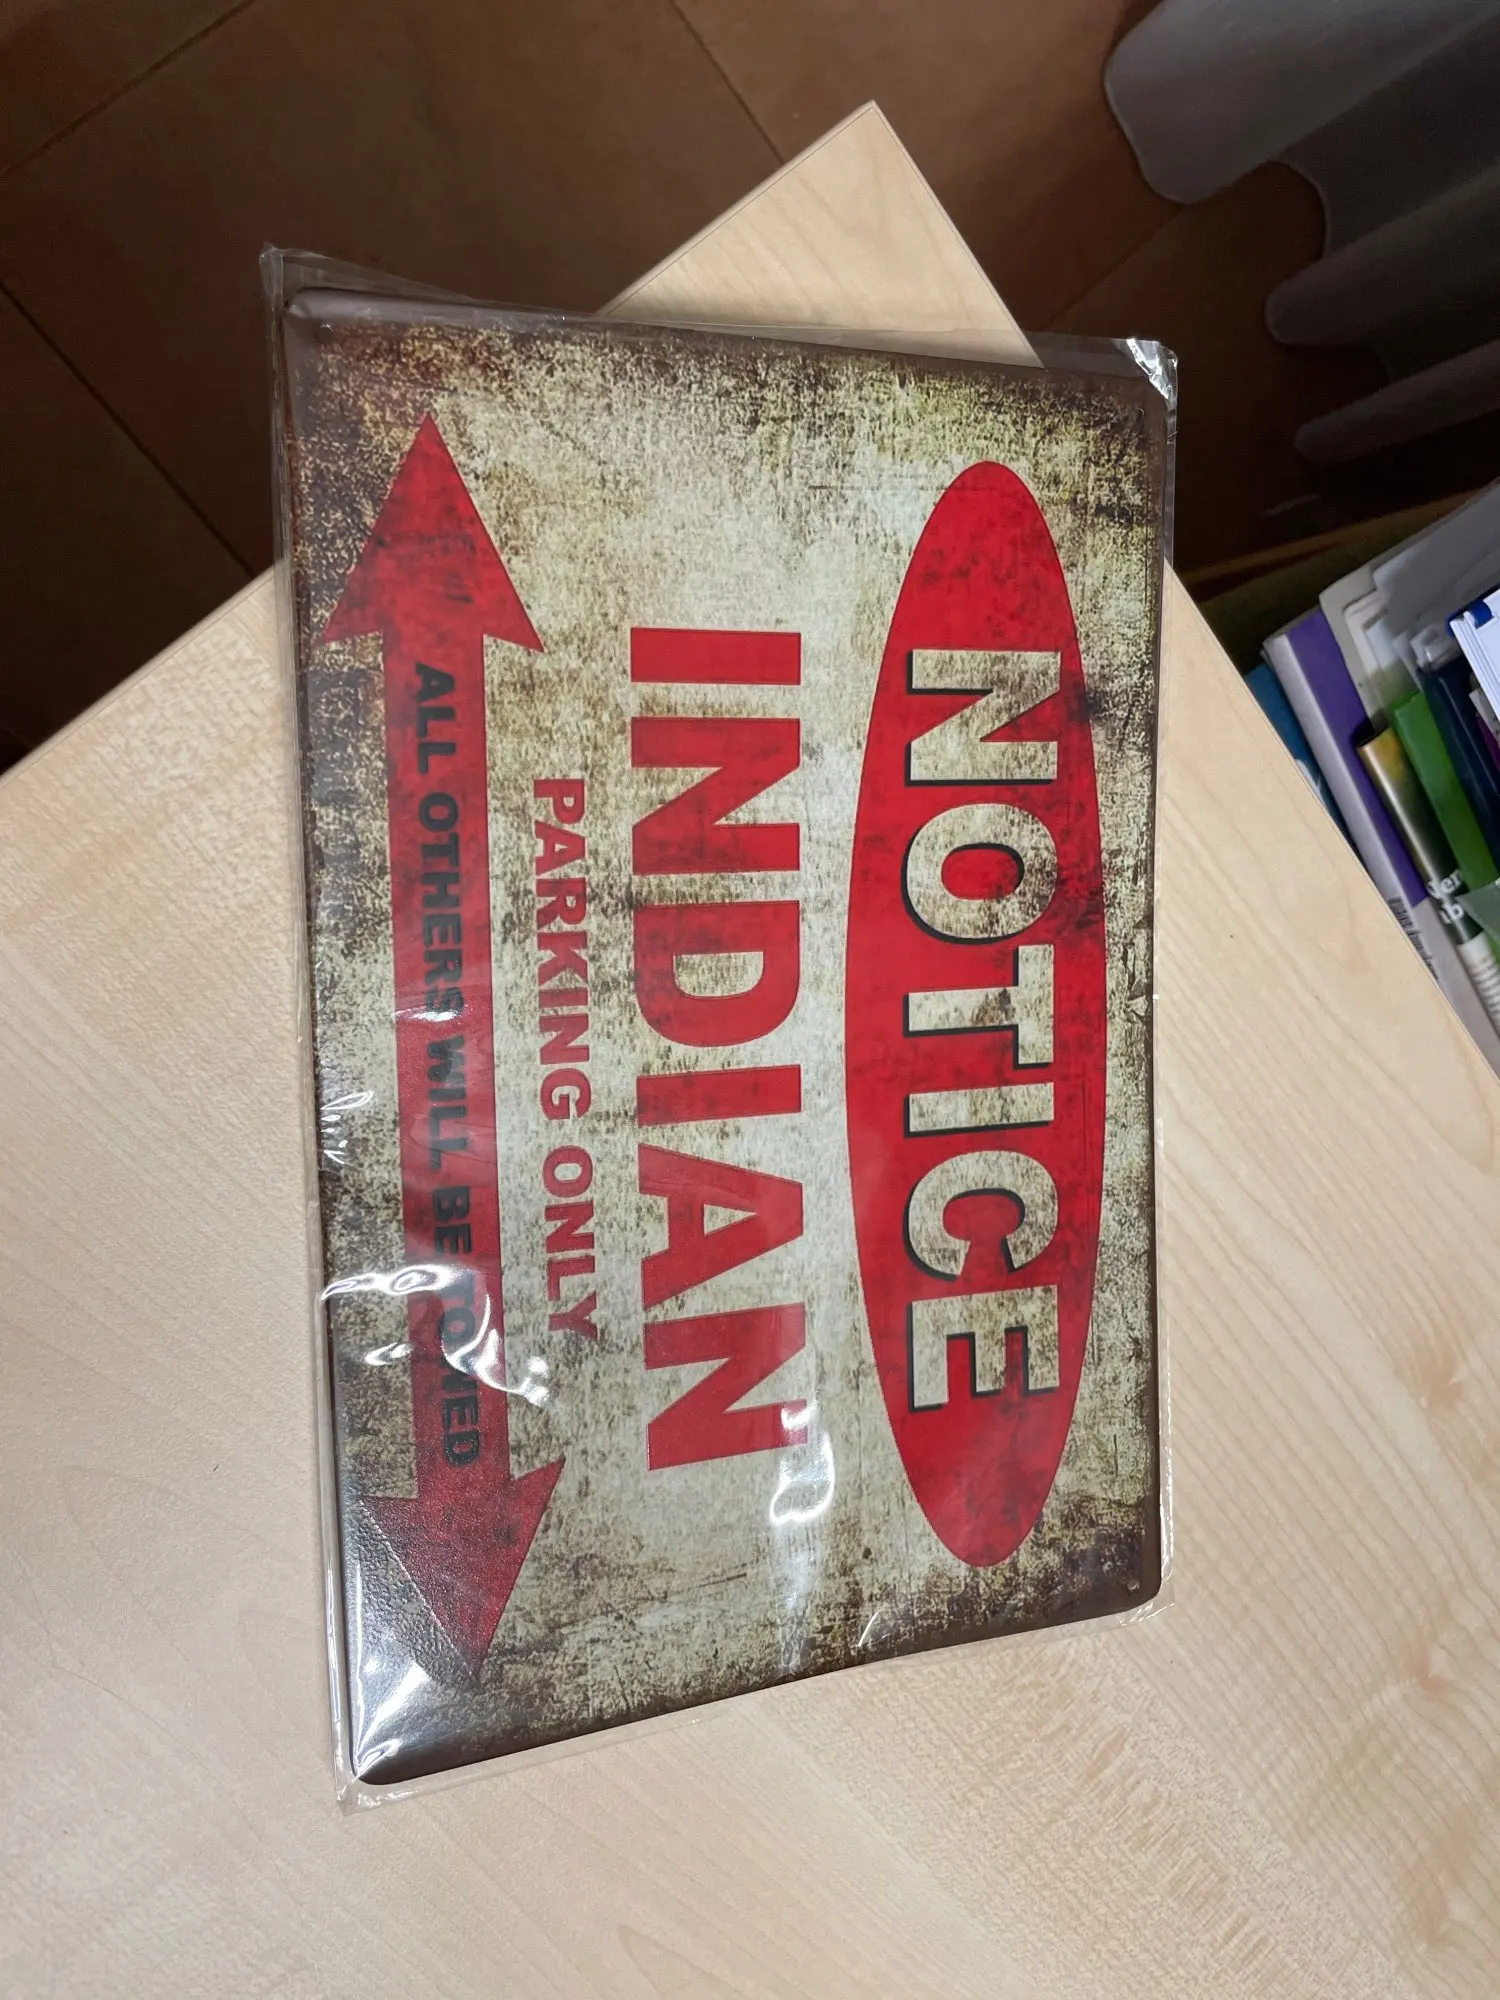 NOTICE
INDIAN
PARKING ONLY
ALL OTHERS WILL BE TOWED